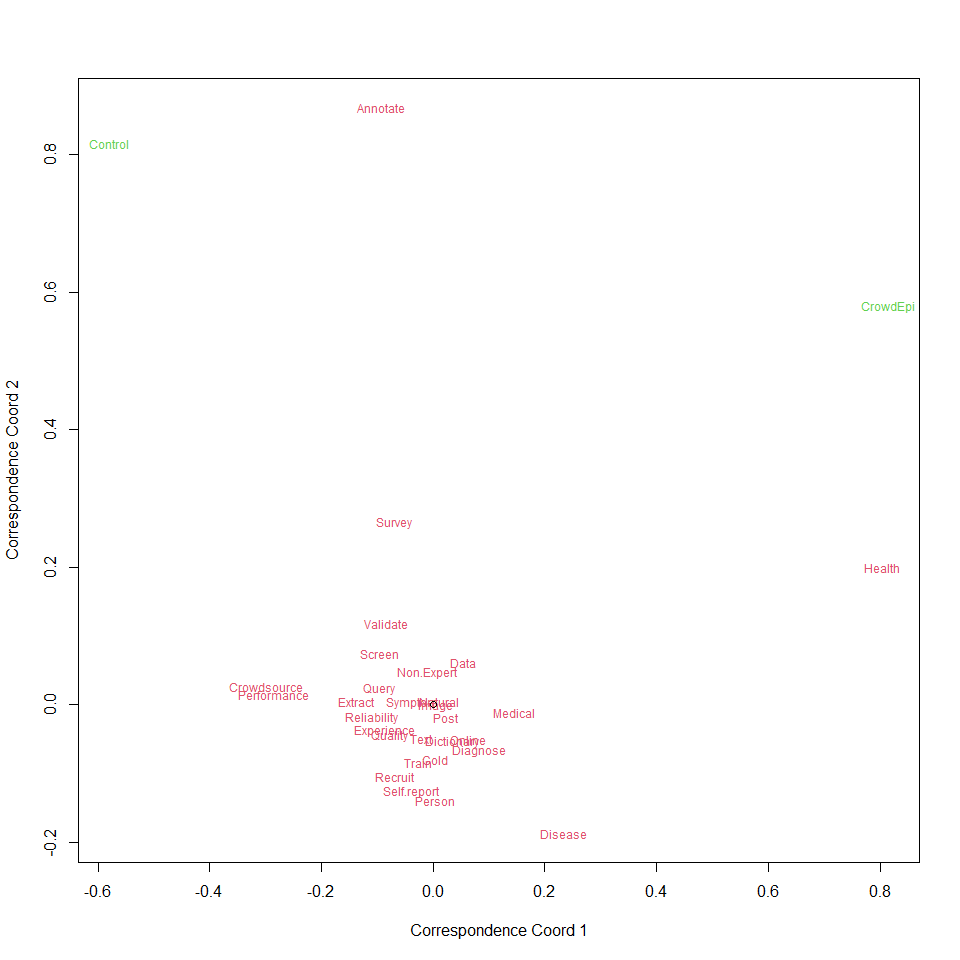 Annotate
Control
CrowdEpi
Survey
Health
Validate
Screen
Data
Non.Expert
Crowdsource
Query
Performance
Extract
Symptom
Natural
Image
Medical
Reliability
Post
Experience
Quality
Text
Dictionary
Online
Diagnose
Train
Gold
Recruit
Self.report
Person
Disease
0.8
0.6
0.4
0.2
0.0
-0.2
-0.6
-0.4
-0.2
0.0
0.2
0.4
0.6
0.8
Correspondence Coord 2
Correspondence Coord 1